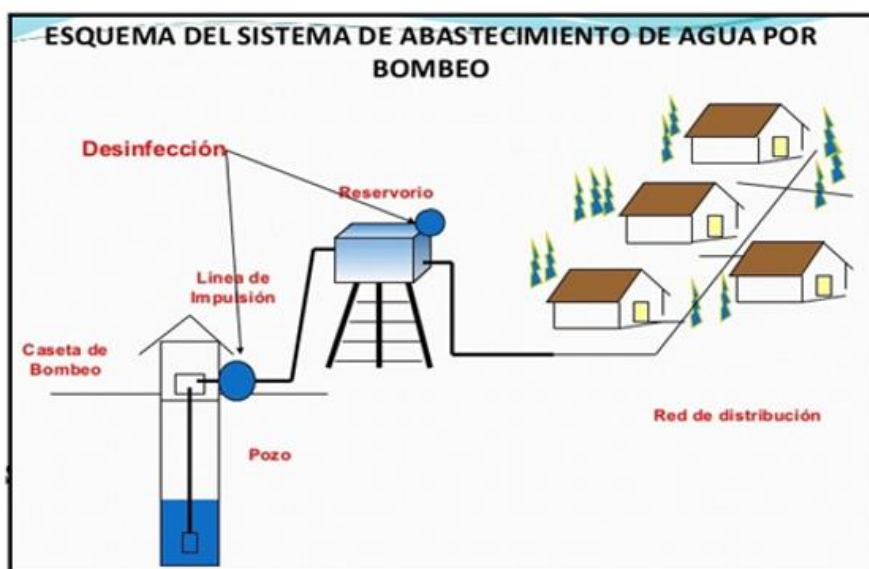 ESQUEMA DEL SISTEMA DE ABASTECIMIENTO DE AGUA POR
BOMBEO
Desinfección
Reservorio
Linea de
Impulsión
Caseta de
Bombeo
Pozo
Red de distribución